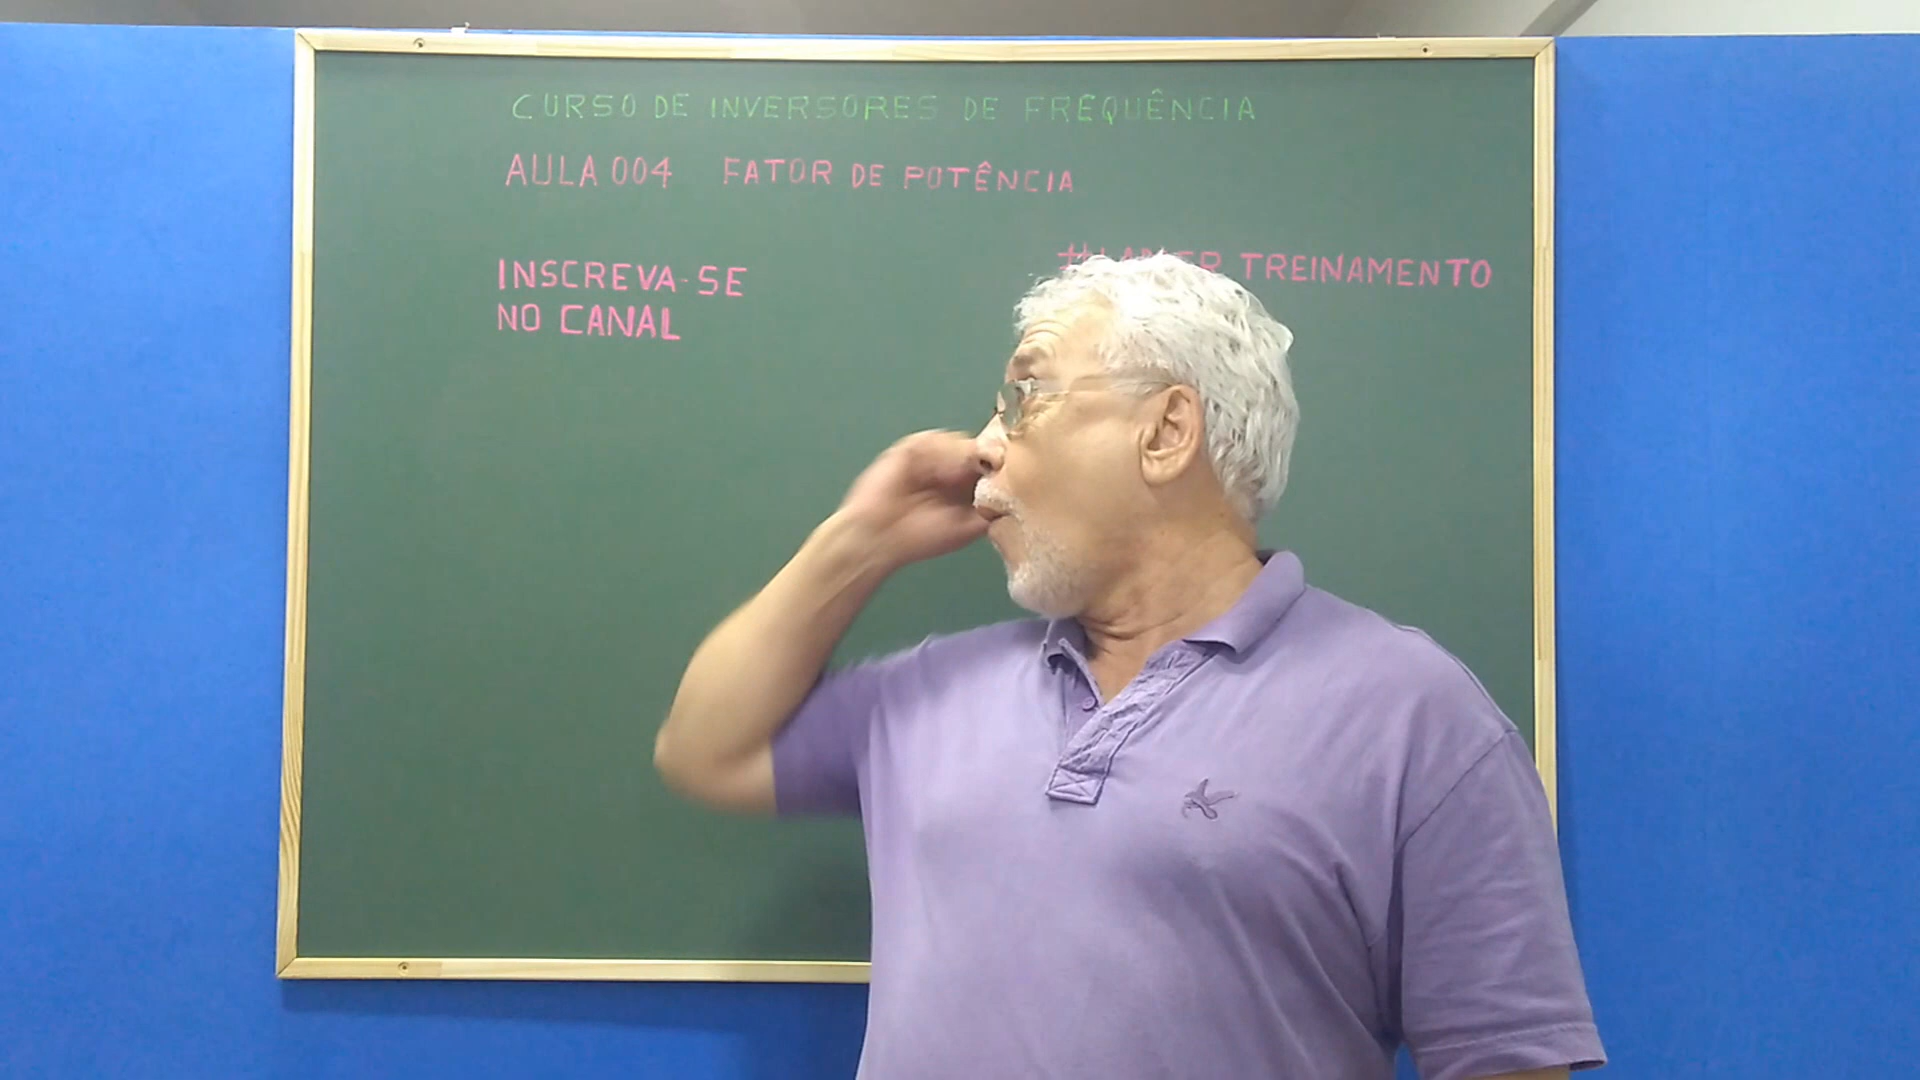 CURSO DE INVERSORES DE FREQUÊNCIA
AULA 004 FATOR DE POTÊNCIA
INSCREVA-SE
NO CANAL
TREINAMENTO